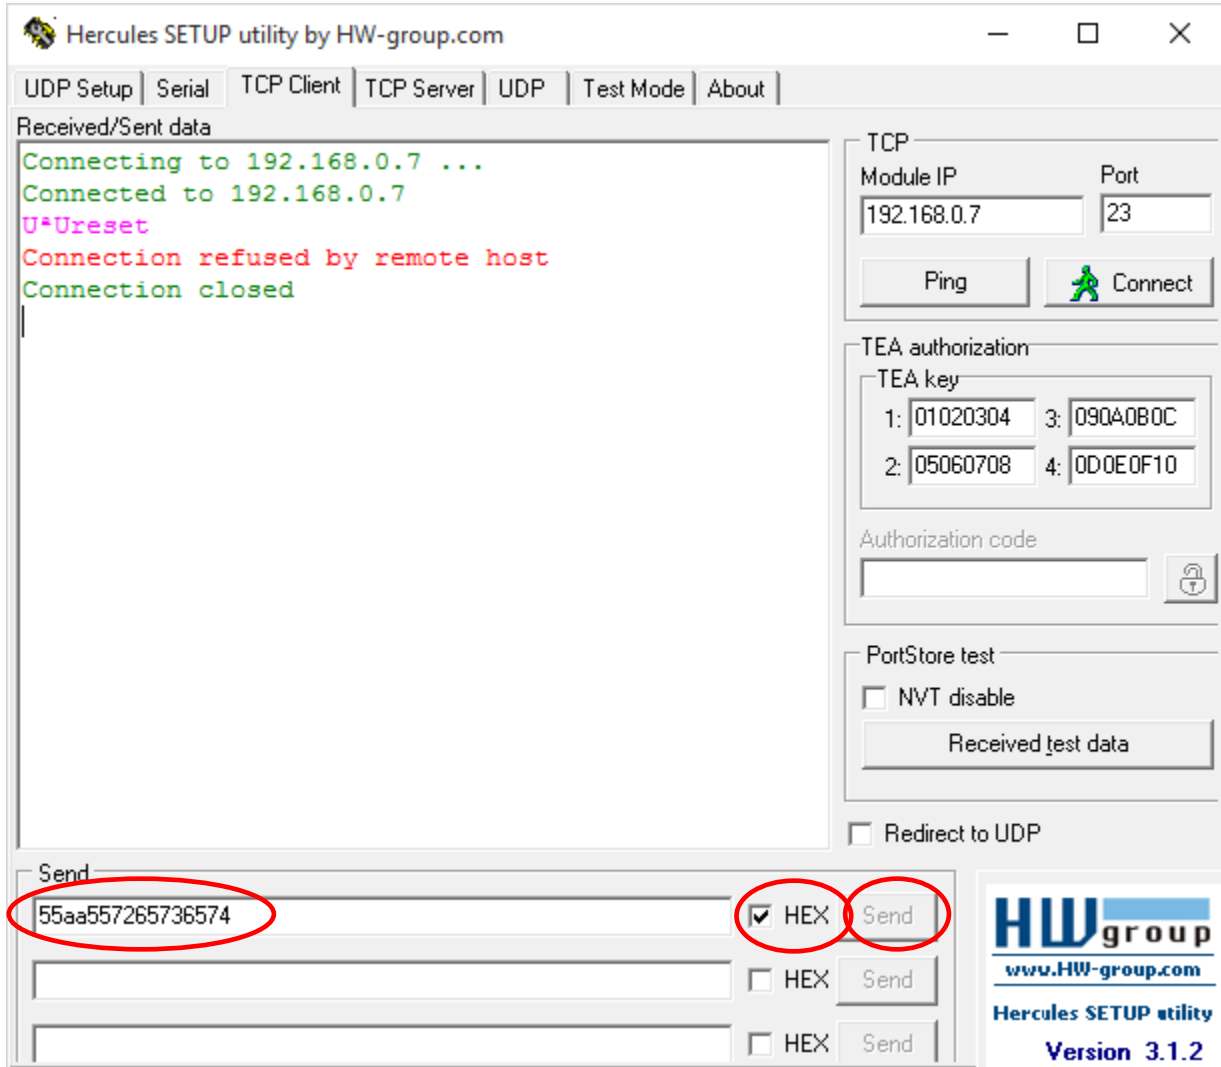 Hercules SETUP utility by HW-group.com
UDP Setup Serial TCP Client TCP Server UDP Test Mode About
Received/Sent data
Connecting to 192.168.0.7 ...
Connected to 192.168.0.7
UªUreset
Connection refused by remote host
Connection closed
TCP
Module IP Port
192.168.0.7 23
Ping Connect
TEA authorization
TEA key
1: 01020304 3: 090A0B0C
2: 05060708 4: 0D0E0F10
Authorization code
PortStore test
NVT disable
Received test data
Redirect to UDP
Send
55aa557265736574 HEX Send
HEX Send
HEX Send
HW group
www.HW-group.com
Hercules SETUP utility
Version 3.1.2